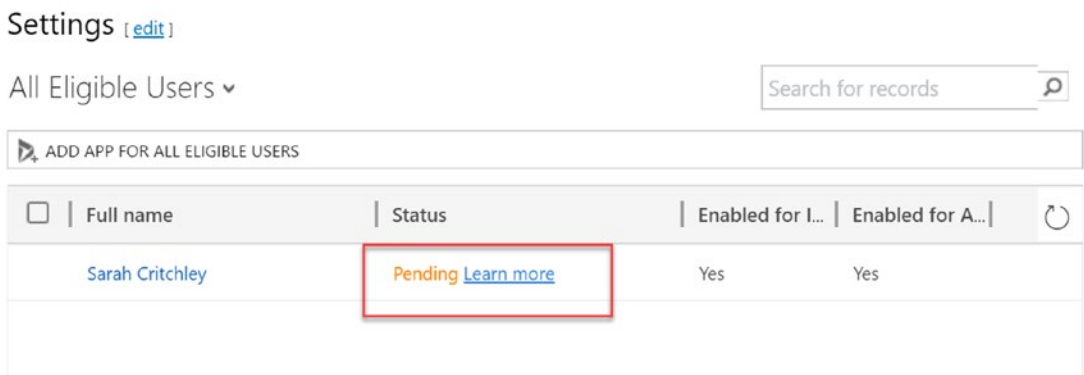 Settings [ edit ]
All Eligible Users
Search for records
ADD APP FOR ALL ELIGIBLE USERS
Full name Status Enabled for I... Enabled for A...
Sarah Critchley Pending Learn more Yes Yes